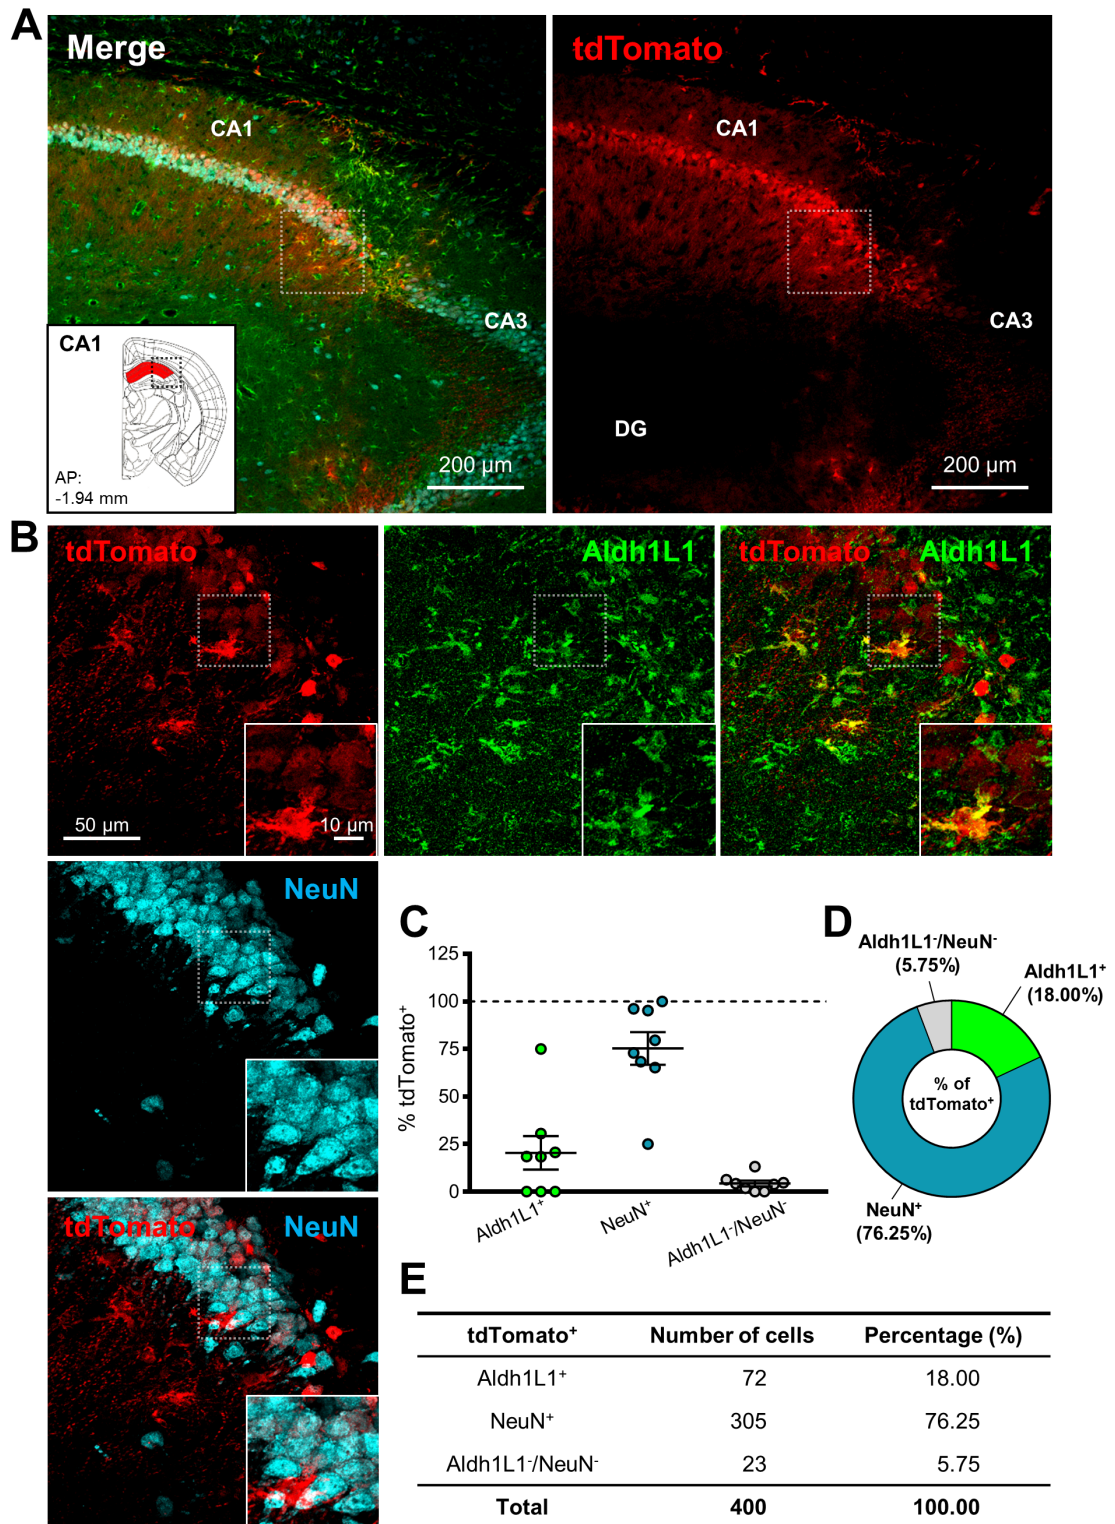 A
Merge
CA1
CA3
200 µm
CA1
AP:
-1.94 mm
tdTomato
CA1
CA3
DG
200 µm
B
tdTomato
50 µm
10 µm
Aldh1L1
tdTomato Aldh1L1
NeuN
tdTomato NeuN
C
% tdTomato⁺
125
100
75
50
25
0
Aldh1L1⁺
NeuN⁺
Aldh1L1⁻/NeuN⁻
D
Aldh1L1⁻/NeuN⁻
(5.75%)
Aldh1L1⁺
(18.00%)
% of
tdTomato⁺
NeuN⁺
(76.25%)
E
tdTomato⁺ Number of cells Percentage (%)
Aldh1L1⁺ 72 18.00
NeuN⁺ 305 76.25
Aldh1L1⁻/NeuN⁻ 23 5.75
Total 400 100.00